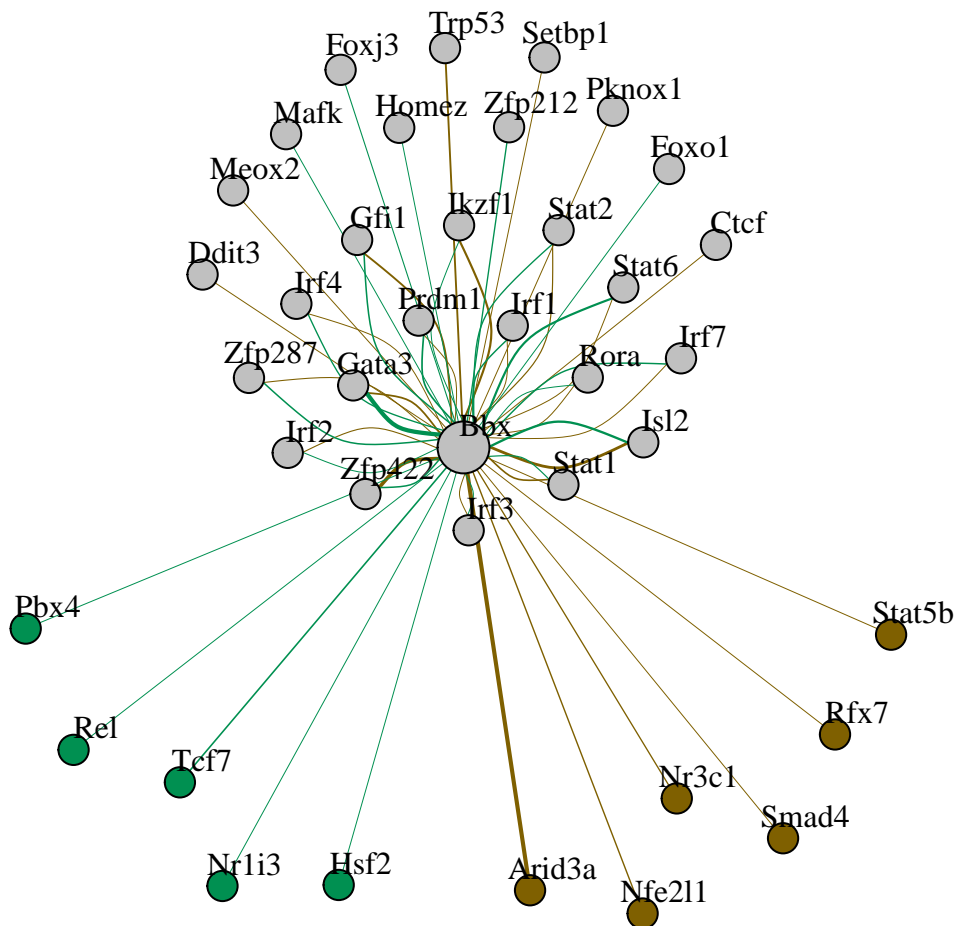 Trp53
Setbp1
Foxj3
Pknox1
Mafk
Homez
Zfp212
Foxo1
Meox2
Gfi1
Ikzf1
Stat2
Ctcf
Ddit3
Irf4
Prdm1
Irf1
Stat6
Zfp287
Gata3
Rora
Irf7
Irf2
Bbx
Isl2
Zfp422
Stat1
Irf3
Pbx4
Stat5b
Rel
Rfx7
Tcf7
Nr3c1
Smad4
Nr1i3
Hsf2
Arid3a
Nfe2l1